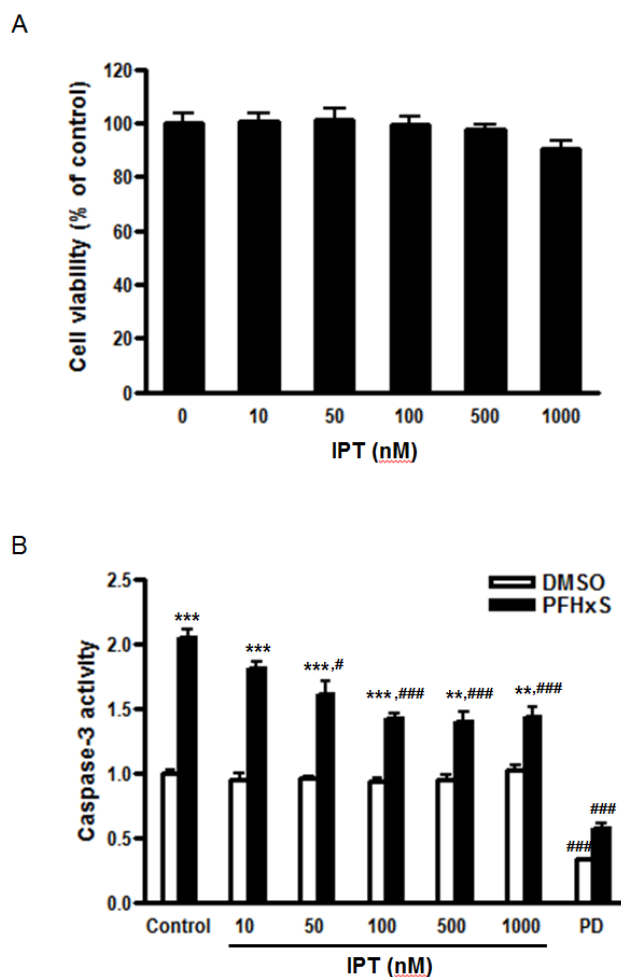 A
Cell viability (% of control)
120
100
80
60
40
20
0
0 10 50 100 500 1000
IPT (nM)
B
Caspase-3 activity
DMSO
PFHxS
2.5
2.0
1.5
1.0
0.5
0.0
*** *** ***,# ***,### **,### **,### ### ###
Control 10 50 100 500 1000 PD
IPT (nM)